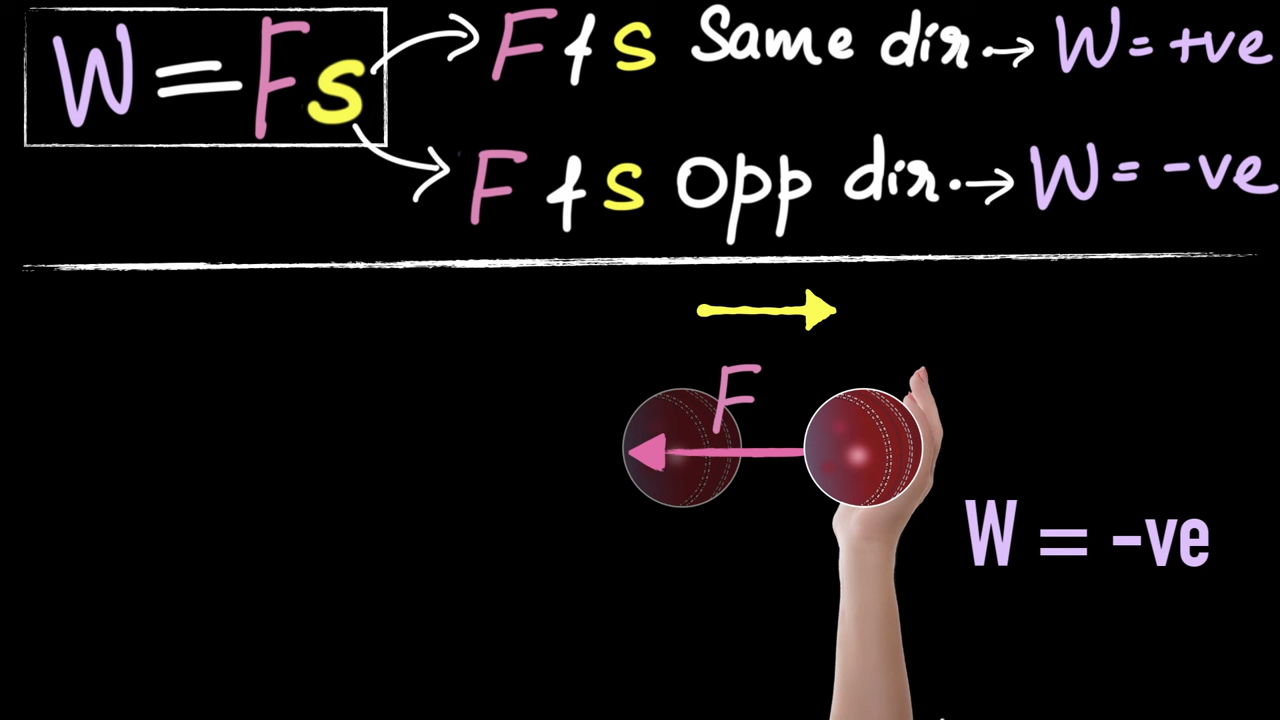 W = Fs
F & s Same dir. → W = +ve
F & s Opp dir. → W = -ve
F
W = -ve